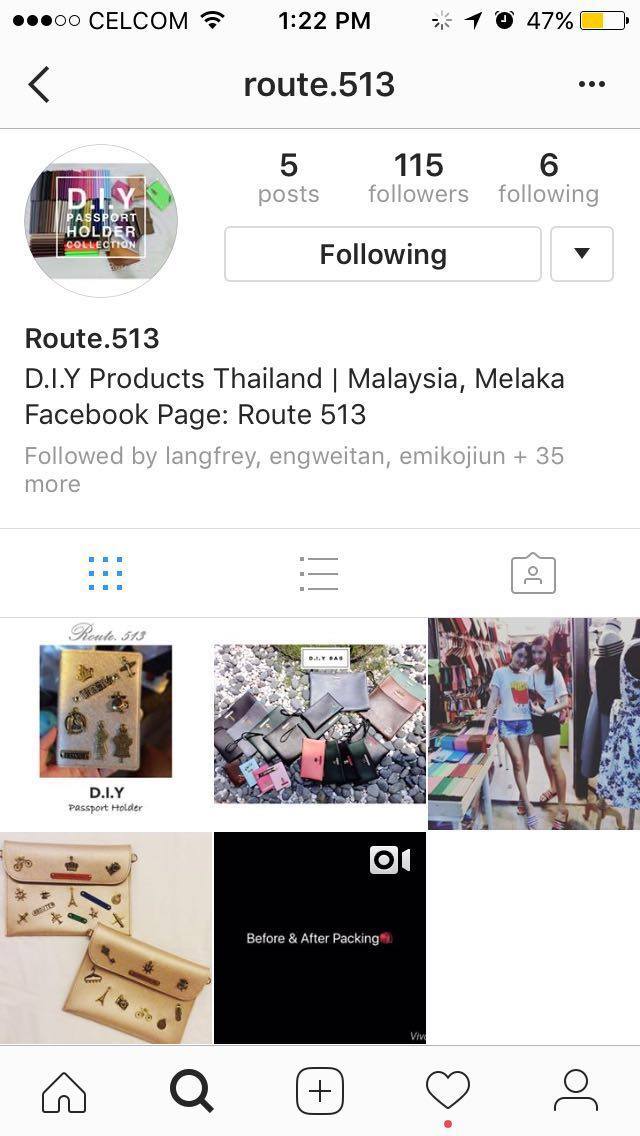 CELCOM 1:22 PM 47%
route.513
5 115 6
posts followers following
D.I.Y
PASSPORT
HOLDER
COLLECTION
Following
Route.513
D.I.Y Products Thailand | Malaysia, Melaka
Facebook Page: Route 513
Followed by langfrey, engweitan, emikojiun + 35
more
Route. 513
D.I.Y
Passport Holder
D.I.Y BAG
Before & After Packing